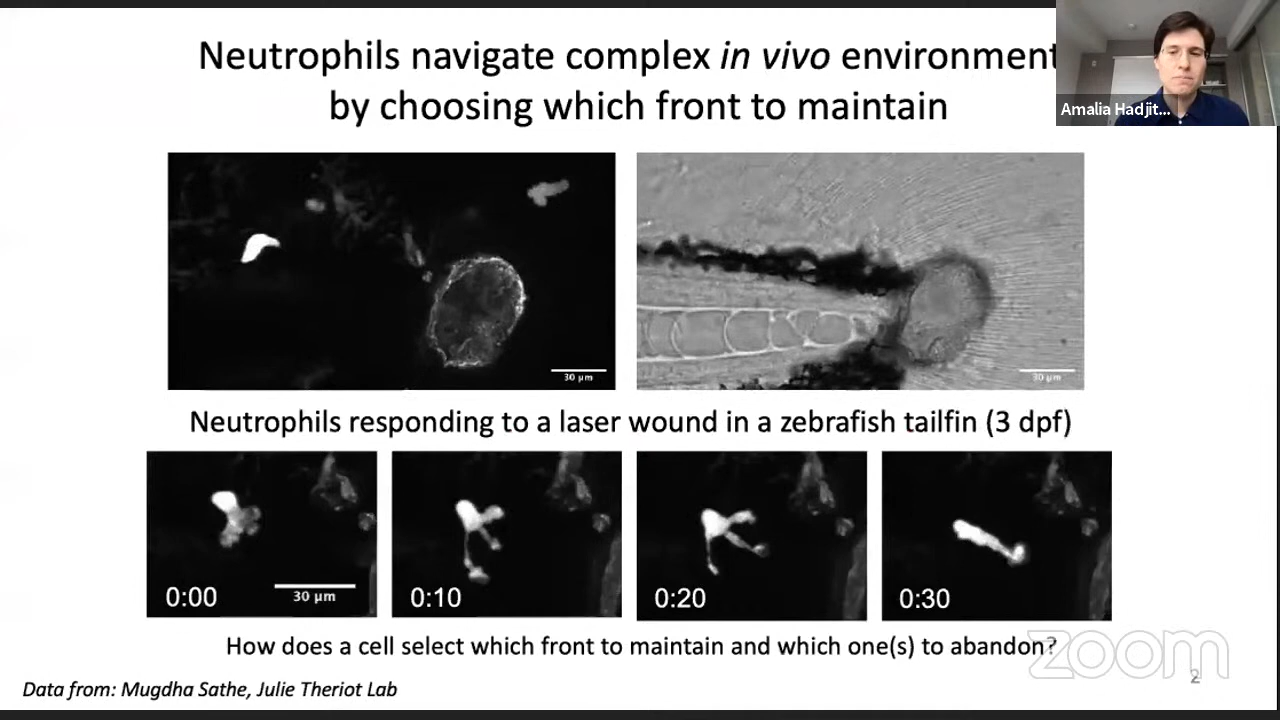 Neutrophils navigate complex in vivo environment
by choosing which front to maintain
Amalia Hadjit...
30 µm
30 µm
Neutrophils responding to a laser wound in a zebrafish tailfin (3 dpf)
0:00
30 µm
0:10
0:20
0:30
How does a cell select which front to maintain and which one(s) to abandon?
zoom
2
Data from: Mugdha Sathe, Julie Theriot Lab